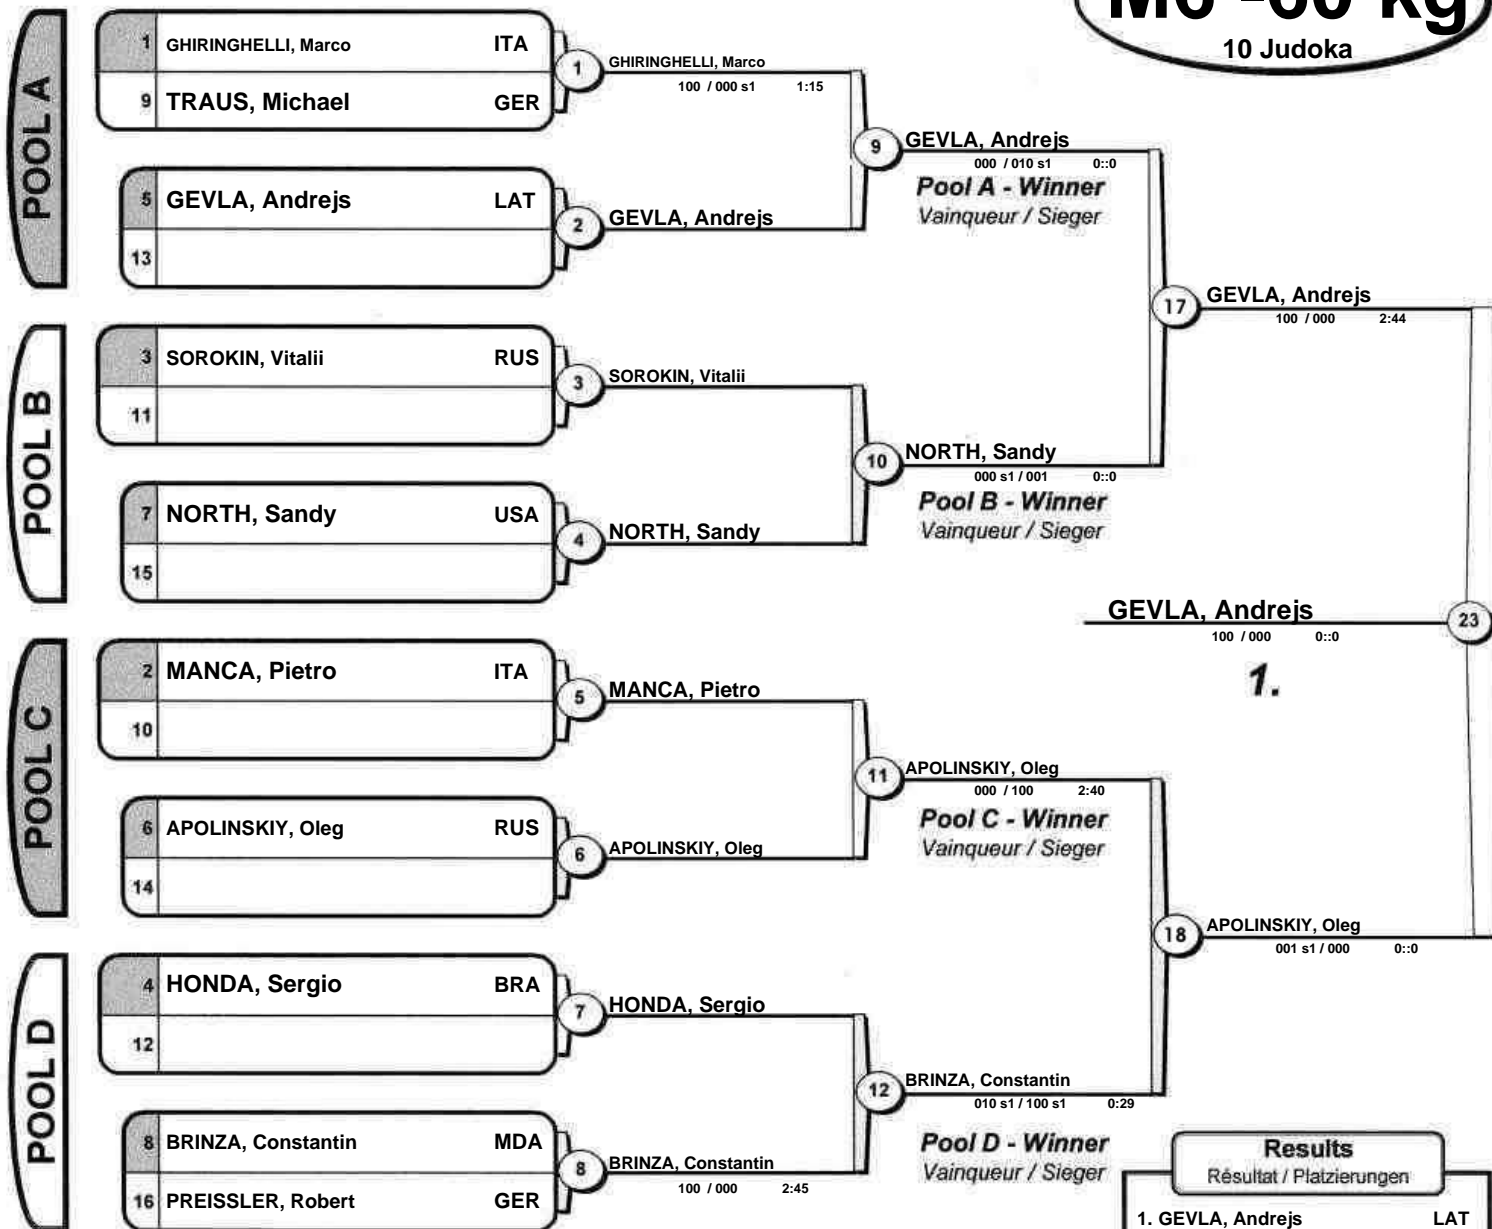 M6 -60 kg
10 Judoka
POOL A
1 GHIRINGHELLI, Marco ITA
9 TRAUS, Michael GER
1
GHIRINGHELLI, Marco
100 / 000 s1 1:15
5 GEVLA, Andrejs LAT
13
2
GEVLA, Andrejs
9
GEVLA, Andrejs
000 / 010 s1 0::0
Pool A - Winner
Vainqueur / Sieger
POOL B
3 SOROKIN, Vitalii RUS
11
3
SOROKIN, Vitalii
7 NORTH, Sandy USA
15
4
NORTH, Sandy
10
NORTH, Sandy
000 s1 / 001 0::0
Pool B - Winner
Vainqueur / Sieger
17
GEVLA, Andrejs
100 / 000 2:44
POOL C
2 MANCA, Pietro ITA
10
5
MANCA, Pietro
6 APOLINSKIY, Oleg RUS
14
6
APOLINSKIY, Oleg
11
APOLINSKIY, Oleg
000 / 100 2:40
Pool C - Winner
Vainqueur / Sieger
GEVLA, Andrejs
100 / 000 0::0
1.
23
POOL D
4 HONDA, Sergio BRA
12
7
HONDA, Sergio
8 BRINZA, Constantin MDA
16 PREISSLER, Robert GER
8
BRINZA, Constantin
100 / 000 2:45
12
BRINZA, Constantin
010 s1 / 100 s1 0:29
Pool D - Winner
Vainqueur / Sieger
18
APOLINSKIY, Oleg
001 s1 / 000 0::0
Results
Résultat / Platzierungen
1. GEVLA, Andrejs LAT